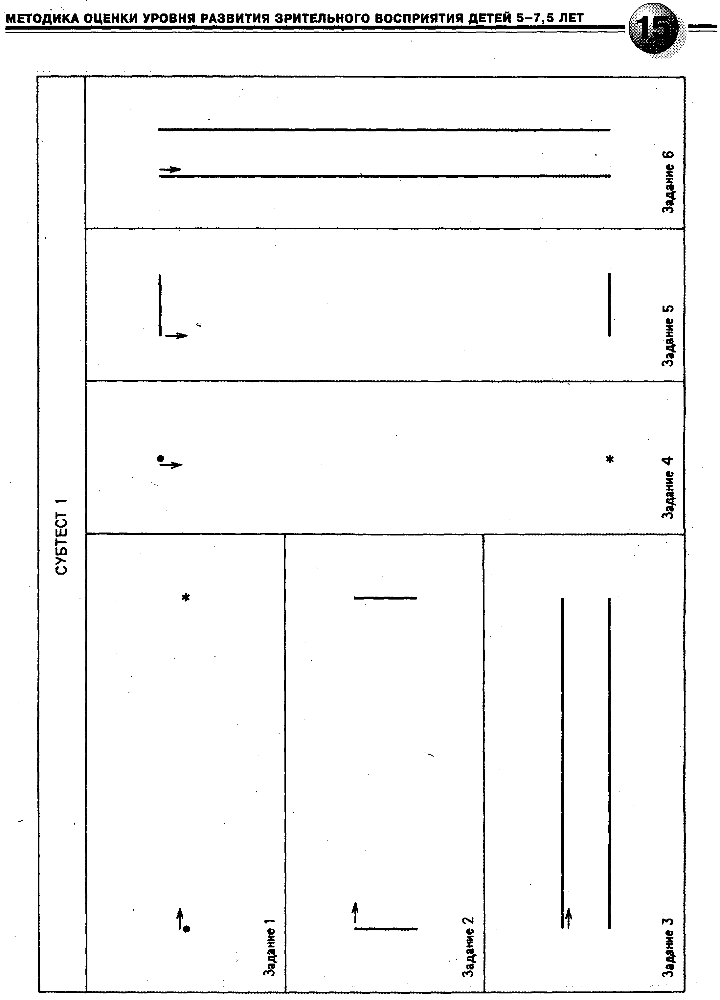 МЕТОДИКА ОЦЕНКИ УРОВНЯ РАЗВИТИЯ ЗРИТЕЛЬНОГО ВОСПРИЯТИЯ ДЕТЕЙ 5–7,5 ЛЕТ
15
СУБТЕСТ 1
Задание 1
Задание 2
Задание 3
Задание 4
Задание 5
Задание 6